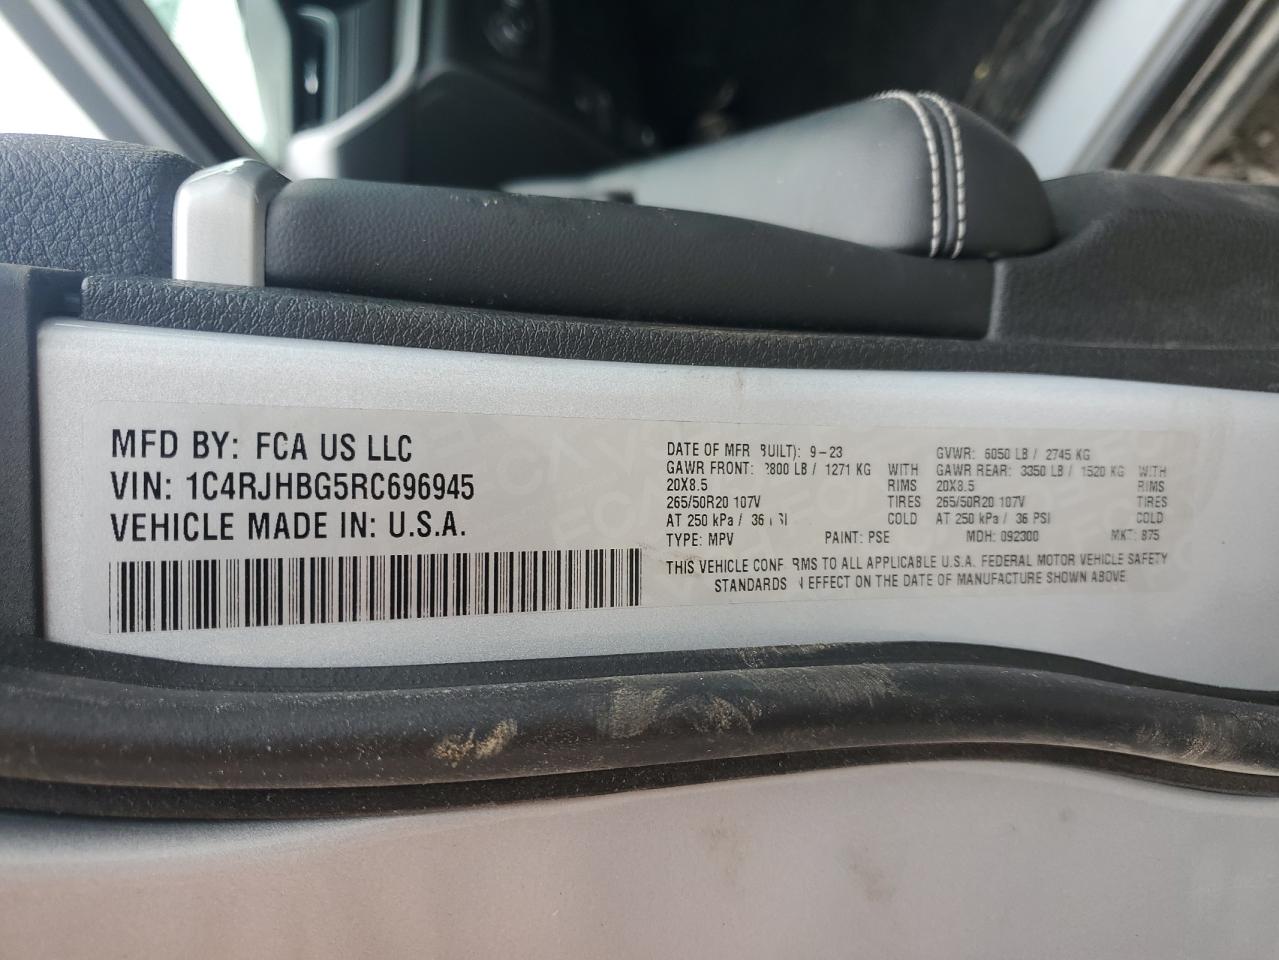 MFD BY: FCA US LLC
VIN: 1C4RJHBG5RC696945
VEHICLE MADE IN: U.S.A.
DATE OF MFR 9-23 GVWR: 6050 LB / 2745 KG
GAWR FRONT: / 1271 KG WITH GAWR REAR: 3350 LB / 1520 KG WITH
20X8.5 RIMS 20X8.5 RIMS
265/50R20 107V TIRES 265/50R20 107V TIRES
AT 250 kPa / 36 COLD AT 250 kPa / 36 PSI COLD
TYPE: MPV PAINT: PSE MDH: 092300 MKT: 875
THIS VEHICLE TO ALL APPLICABLE U.S.A. FEDERAL MOTOR VEHICLE SAFETY
STANDARDS EFFECT ON THE DATE OF MANUFACTURE SHOWN ABOVE